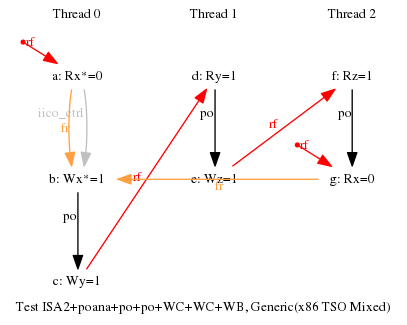 Thread 0 Thread 1 Thread 2
rf
a: Rx*=0 d: Ry=1 f: Rz=1
iico_ctrl po rf po
fr rf
b: Wx*=1 rf e: Wz=1 g: Rx=0
fr
po
c: Wy=1
Test ISA2+poana+po+po+WC+WC+WB, Generic(x86 TSO Mixed)